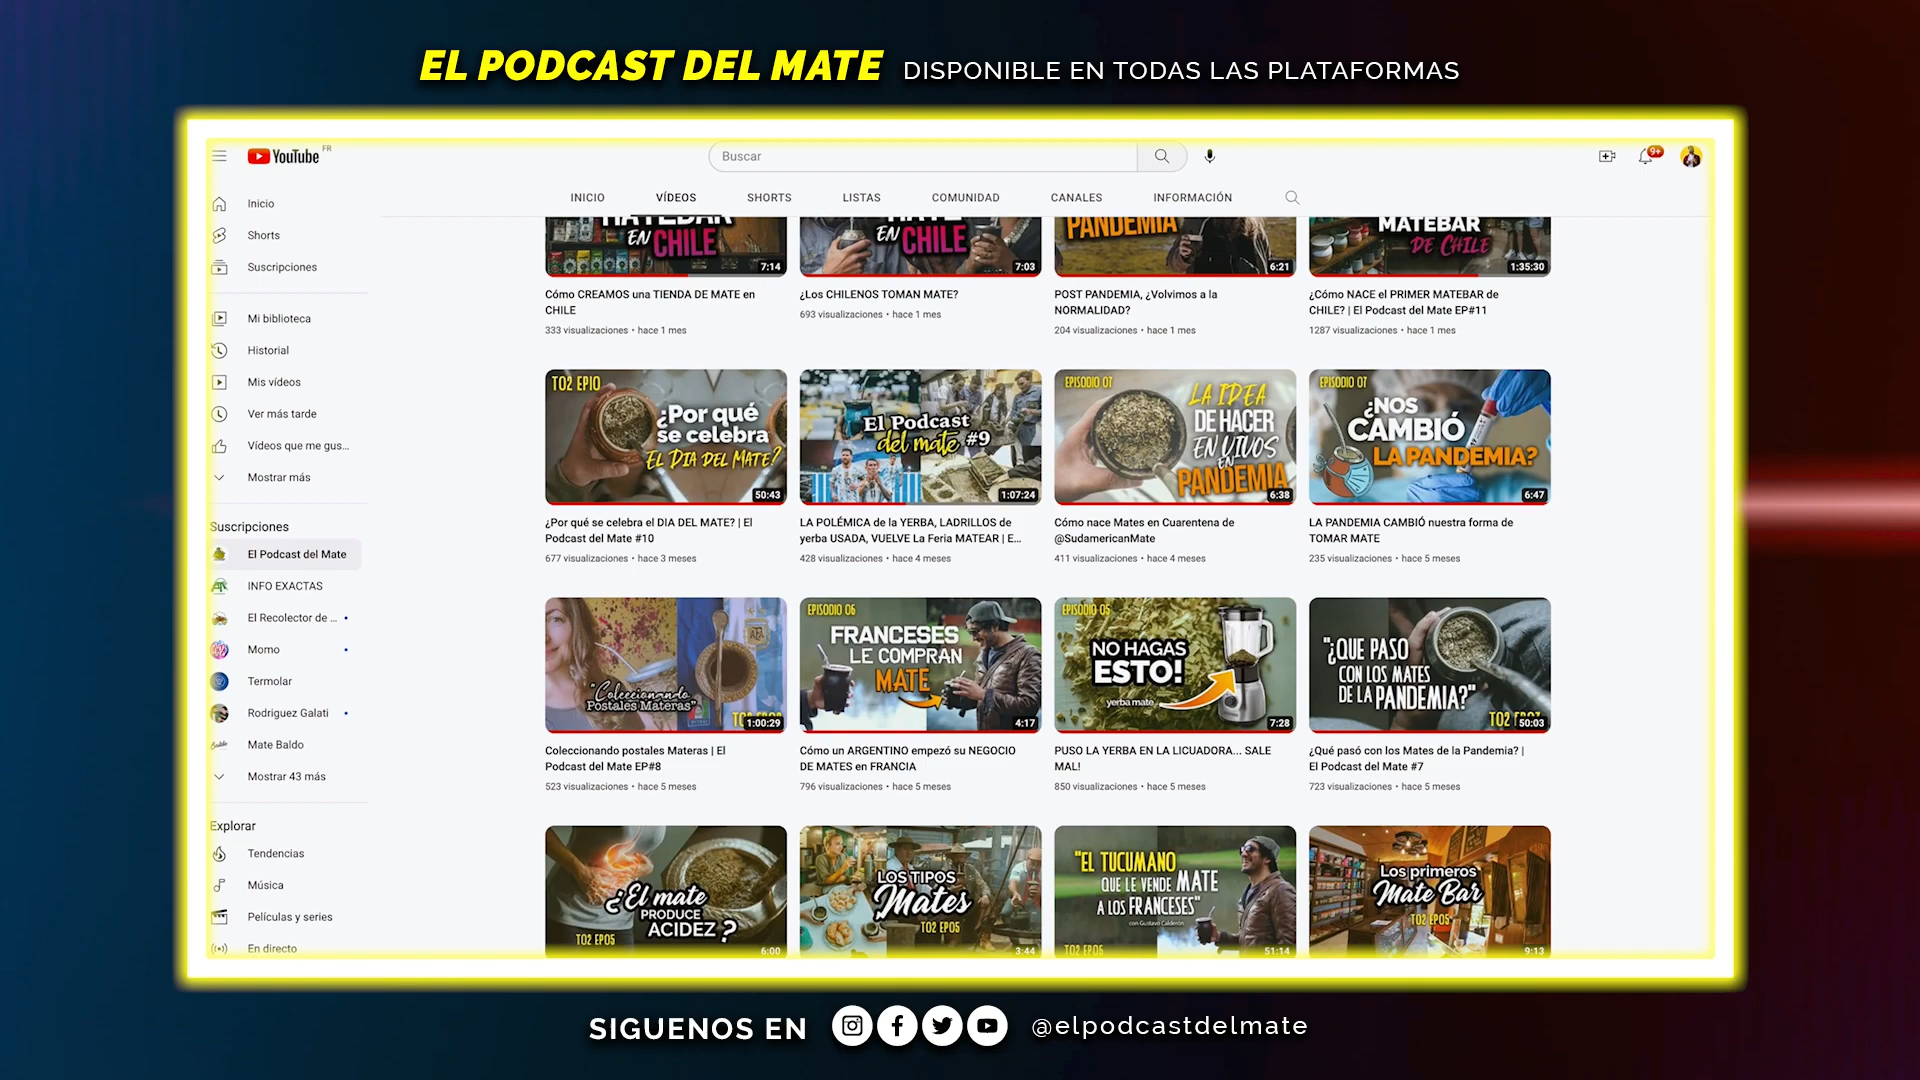 EL PODCAST DEL MATE DISPONIBLE EN TODAS LAS PLATAFORMAS
YouTube FR
Buscar
9+
INICIO VÍDEOS SHORTS LISTAS COMUNIDAD CANALES INFORMACIÓN
Inicio
Shorts
Suscripciones
Mi biblioteca
Historial
Mis vídeos
Ver más tarde
Vídeos que me gus...
Mostrar más
Suscripciones
El Podcast del Mate
INFO EXACTAS
El Recolector de ...
Momo
Termolar
Rodriguez Galati
Mate Baldo
Mostrar 43 más
Explorar
Tendencias
Música
Películas y series
En directo
MATEBAR
EN CHILE
7:14
Cómo CREAMOS una TIENDA DE MATE en
CHILE
333 visualizaciones • hace 1 mes
MATE
EN CHILE
7:03
¿Los CHILENOS TOMAN MATE?
693 visualizaciones • hace 1 mes
PANDEMIA
6:21
POST PANDEMIA, ¿Volvimos a la
NORMALIDAD?
204 visualizaciones • hace 1 mes
MATEBAR
DE CHILE
1:35:30
¿Cómo NACE el PRIMER MATEBAR de
CHILE? | El Podcast del Mate EP#11
1287 visualizaciones • hace 1 mes
T02 EP10
¿Por qué
se celebra
EL DIA DEL MATE?
50:43
¿Por qué se celebra el DIA DEL MATE? | El
Podcast del Mate #10
677 visualizaciones • hace 3 meses
El Podcast
del mate #9
1:07:24
LA POLÉMICA de la YERBA, LADRILLOS de
yerba USADA, VUELVE La Feria MATEAR | E...
428 visualizaciones • hace 4 meses
EPISODIO 07
LA IDEA
DE HACER
EN VIVOS
EN
PANDEMIA
6:38
Cómo nace Mates en Cuarentena de
@SudamericanMate
411 visualizaciones • hace 4 meses
EPISODIO 07
¿NOS
CAMBIÓ
LA PANDEMIA?
6:47
LA PANDEMIA CAMBIÓ nuestra forma de
TOMAR MATE
235 visualizaciones • hace 5 meses
AFA
"Coleccionando
Postales Materas"
1:00:29
Coleccionando postales Materas | El
Podcast del Mate EP#8
523 visualizaciones • hace 5 meses
EPISODIO 06
FRANCESES
LE COMPRAN
MATE
4:17
Cómo un ARGENTINO empezó su NEGOCIO
DE MATES en FRANCIA
796 visualizaciones • hace 5 meses
EPISODIO 05
NO HAGAS
ESTO!
yerba mate
7:28
PUSO LA YERBA EN LA LICUADORA... SALE
MAL!
850 visualizaciones • hace 5 meses
"¿QUE PASO
CON LOS MATES
DE LA PANDEMIA?"
T02
50:03
¿Qué pasó con los Mates de la Pandemia? |
El Podcast del Mate #7
723 visualizaciones • hace 5 meses
¿El mate
PRODUCE
ACIDEZ?
T02 EP05
6:00
LOS TIPOS
Mates
T02 EP05
3:44
"EL TUCUMANO
QUE LE VENDE MATE
A LOS FRANCESES"
con Gustavo Calderón
T02 EP05
51:14
Los primeros
Mate Bar
T02 EP05
9:13
SIGUENOS EN @elpodcastdelmate